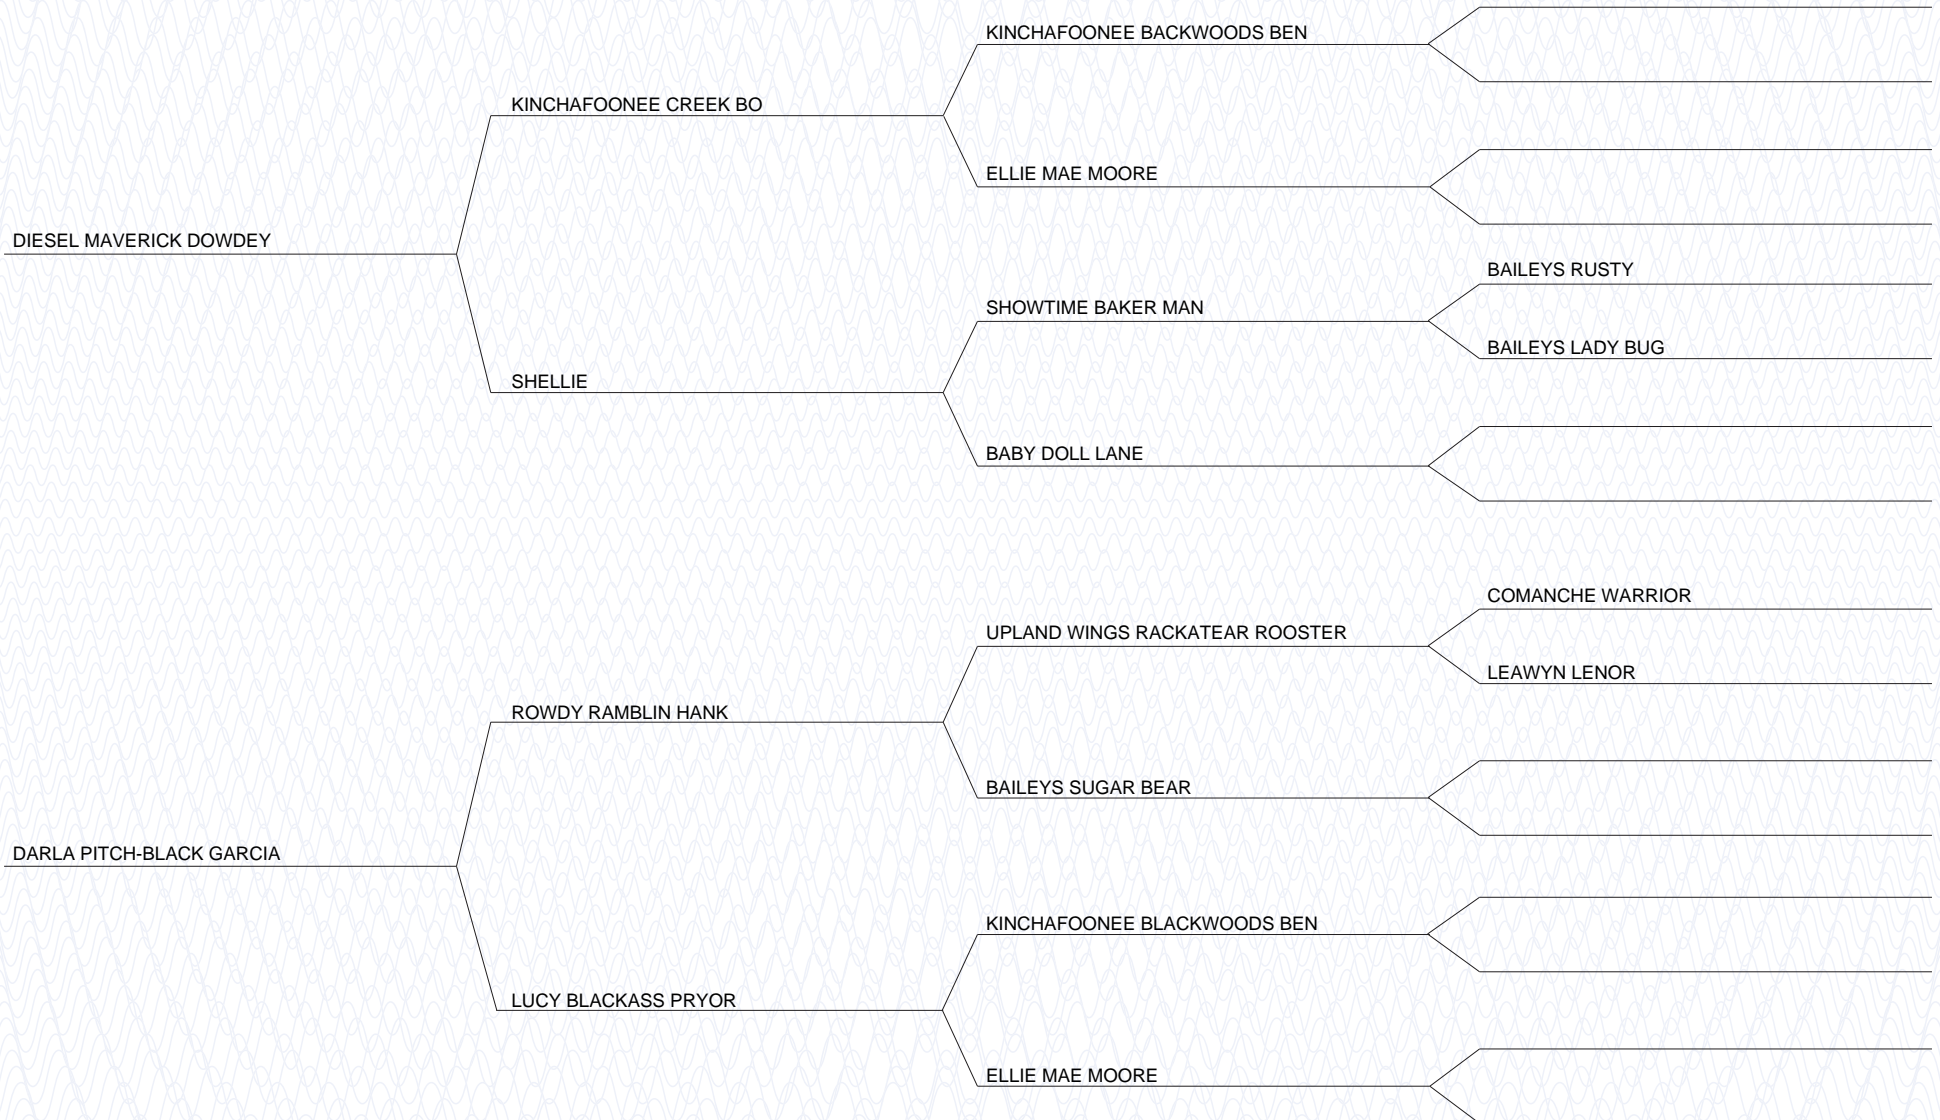 KINCHAFOONEE BACKWOODS BEN
KINCHAFOONEE CREEK BO
ELLIE MAE MOORE
DIESEL MAVERICK DOWDEY
BAILEYS RUSTY
SHOWTIME BAKER MAN
BAILEYS LADY BUG
SHELLIE
BABY DOLL LANE
COMANCHE WARRIOR
UPLAND WINGS RACKATEAR ROOSTER
LEAWYN LENOR
ROWDY RAMBLIN HANK
BAILEYS SUGAR BEAR
DARLA PITCH-BLACK GARCIA
KINCHAFOONEE BLACKWOODS BEN
LUCY BLACKASS PRYOR
ELLIE MAE MOORE